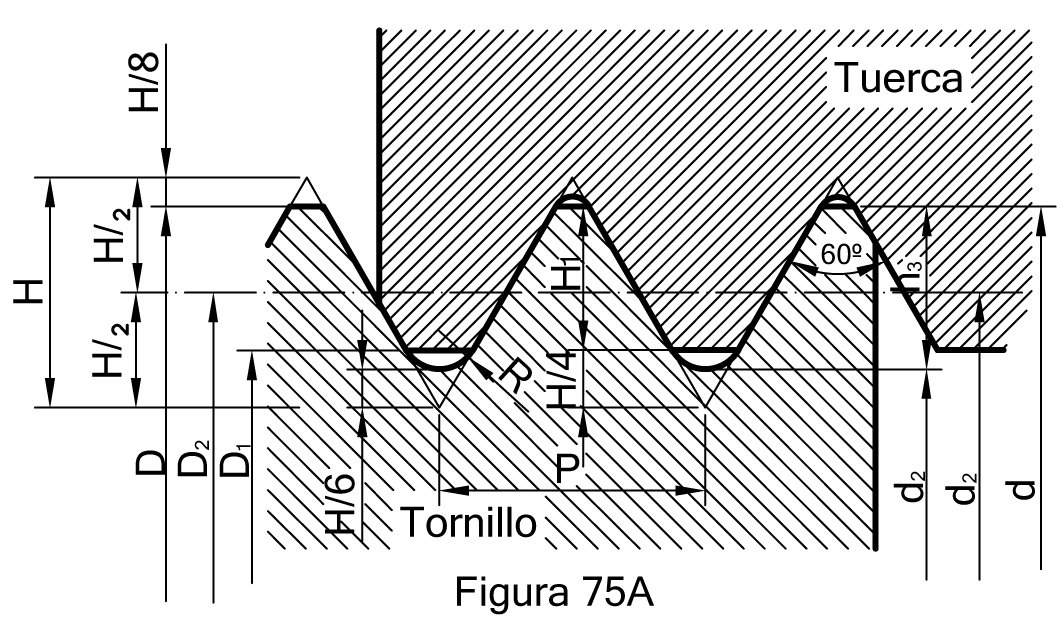 H/8
Tuerca
H/2
H
H1
60º
h3
H/2
R
H/4
D
D2
D1
P
H/6
d2
d2
d
Tornillo
Figura 75A